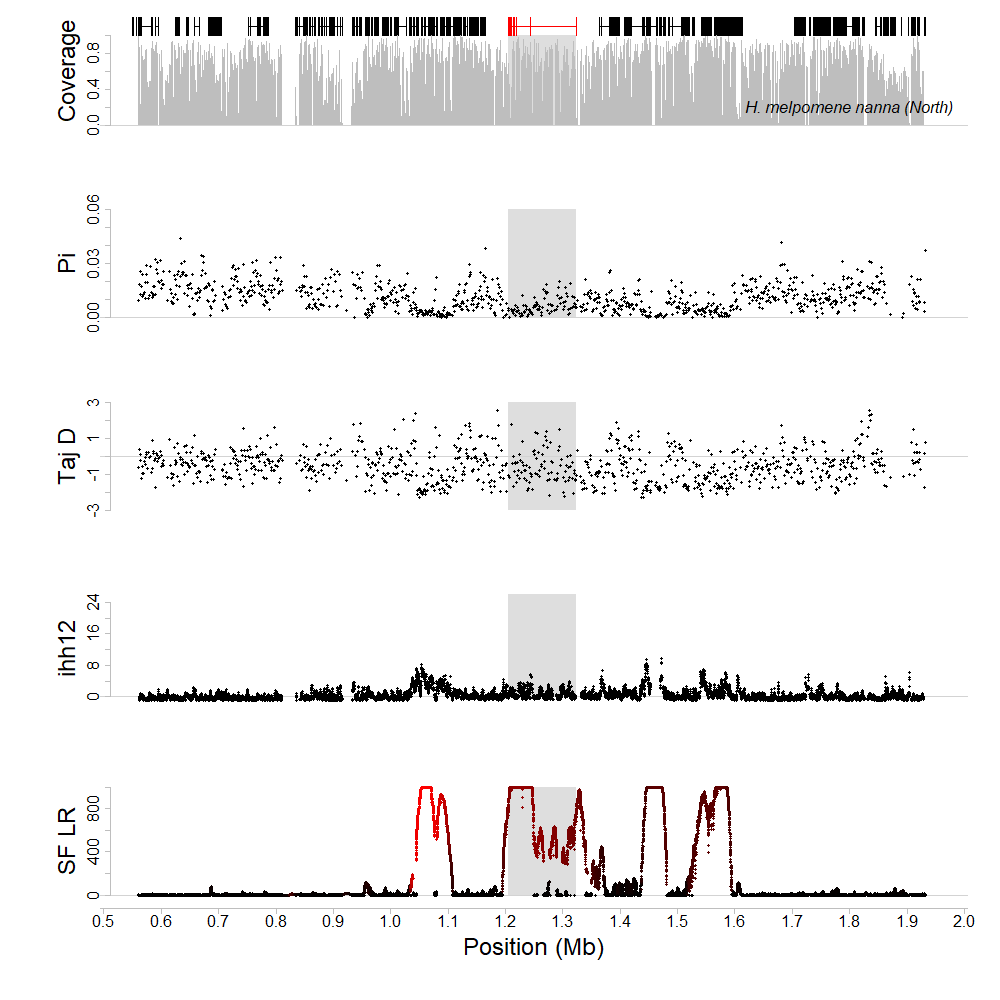 Coverage
0.0 0.4 0.8
H. melpomene nanna (North)
Pi
0.00 0.03 0.06
Taj D
-3 -1 1 3
ihh12
0 8 16 24
SF LR
0 400 800
0.5 0.6 0.7 0.8 0.9 1.0 1.1 1.2 1.3 1.4 1.5 1.6 1.7 1.8 1.9 2.0
Position (Mb)